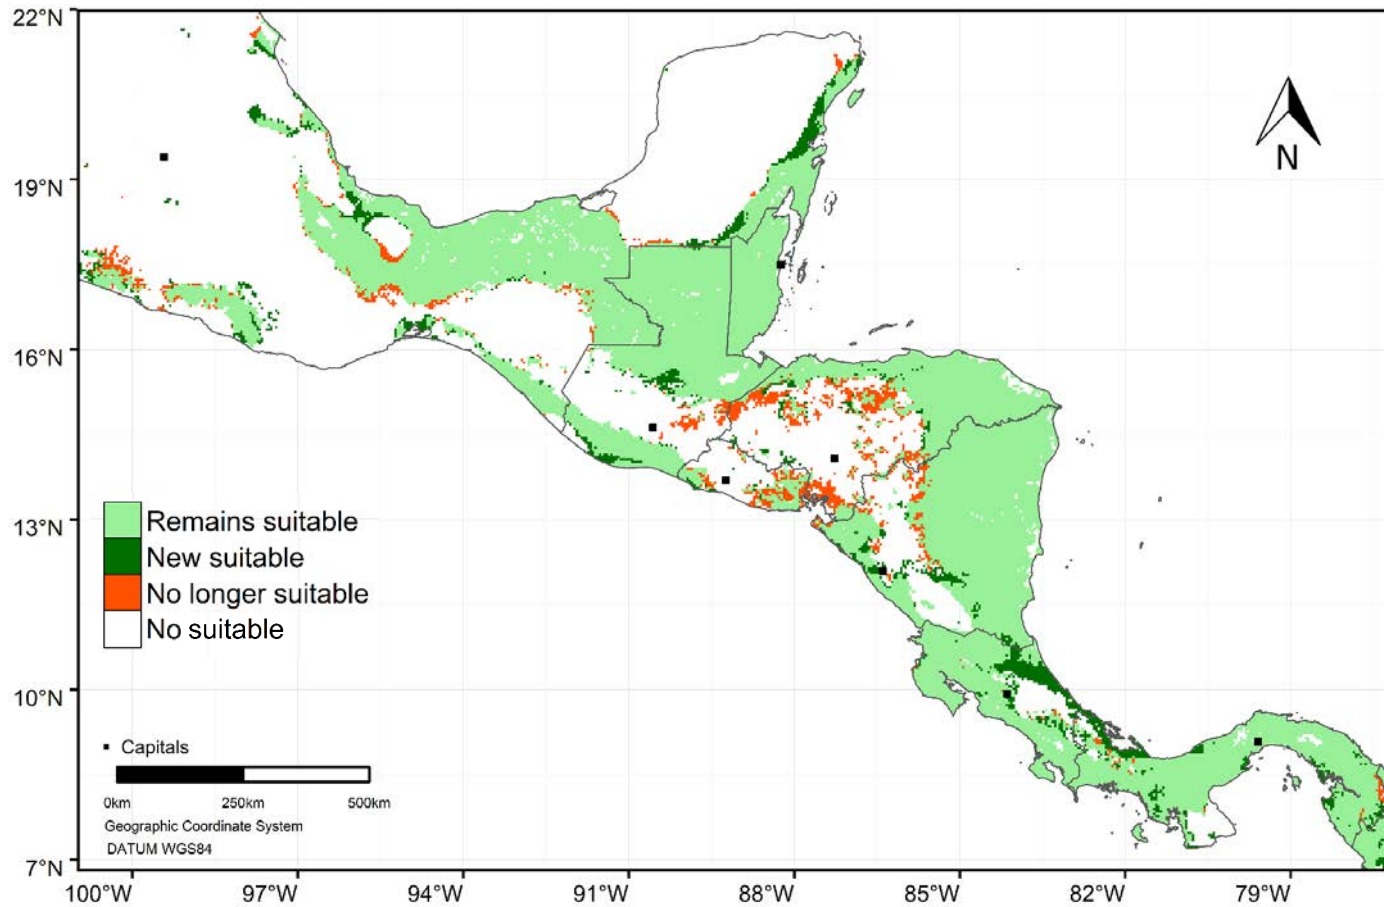 22°N
19°N
16°N
13°N
10°N
7°N
N
Remains suitable
New suitable
No longer suitable
No suitable
Capitals
0km 250km 500km
Geographic Coordinate System
DATUM WGS84
100°W 97°W 94°W 91°W 88°W 85°W 82°W 79°W